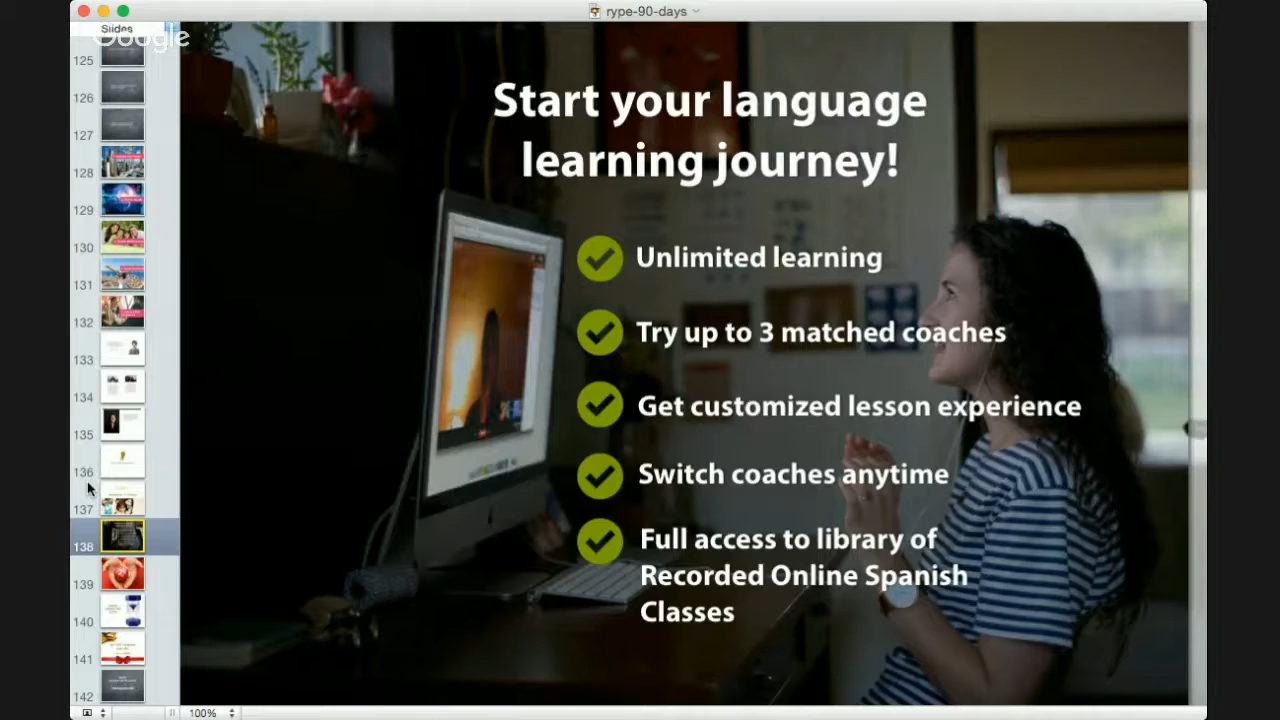 rype-90-days
Slides
Google
125
126
127
128
129
130
131
132
133
134
135
136
137
138
139
140
141
142
Start your language
learning journey!
Unlimited learning
Try up to 3 matched coaches
Get customized lesson experience
Switch coaches anytime
Full access to library of
Recorded Online Spanish
Classes
100%